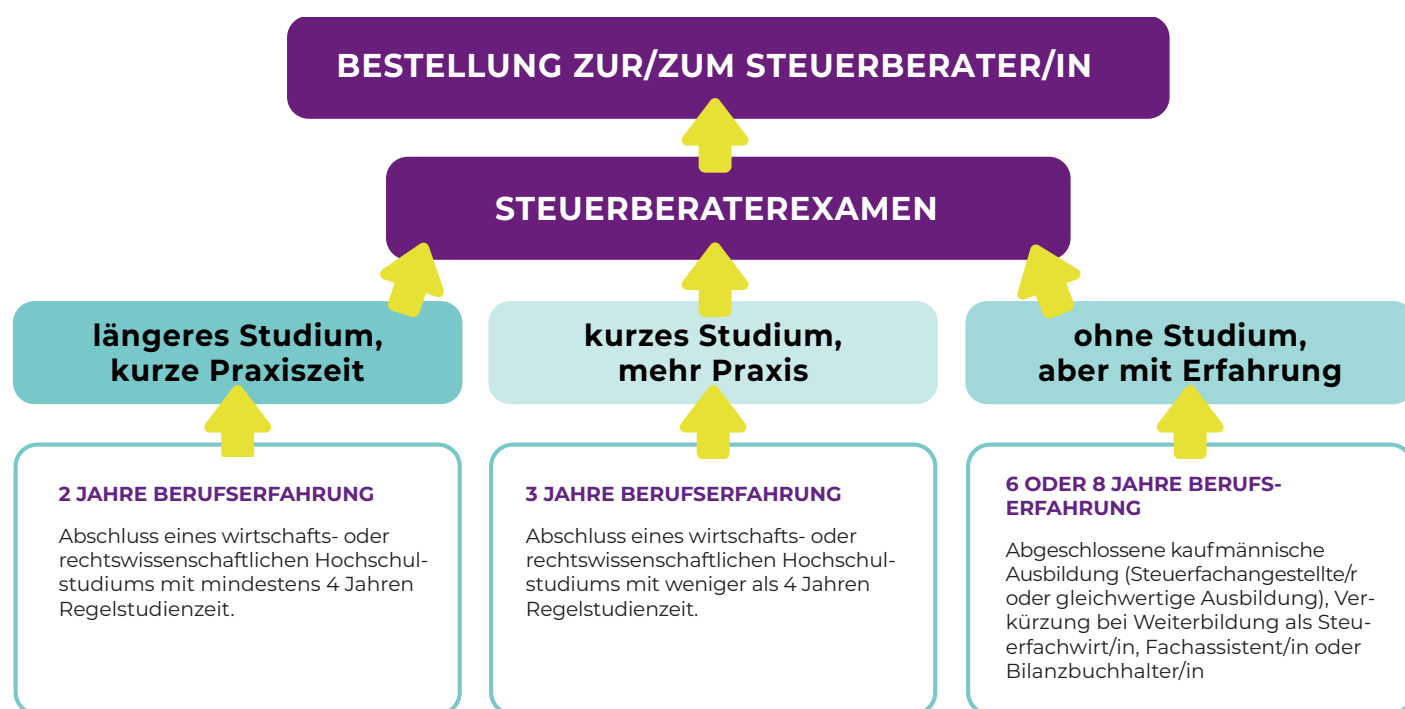 BESTELLUNG ZUR/ZUM STEUERBERATER/IN
STEUERBERATEREXAMEN
längeres Studium,
kurze Praxiszeit
kurzes Studium,
mehr Praxis
ohne Studium,
aber mit Erfahrung
2 JAHRE BERUFSERFAHRUNG
Abschluss eines wirtschafts- oder
rechtswissenschaftlichen Hochschul-
studiums mit mindestens 4 Jahren
Regelstudienzeit.
3 JAHRE BERUFSERFAHRUNG
Abschluss eines wirtschafts- oder
rechtswissenschaftlichen Hochschul-
studiums mit weniger als 4 Jahren
Regelstudienzeit.
6 ODER 8 JAHRE BERUFS-
ERFAHRUNG
Abgeschlossene kaufmännische
Ausbildung (Steuerfachangestellte/r
oder gleichwertige Ausbildung), Ver-
kürzung bei Weiterbildung als Steu-
erfachwirt/in, Fachassistent/in oder
Bilanzbuchhalter/in